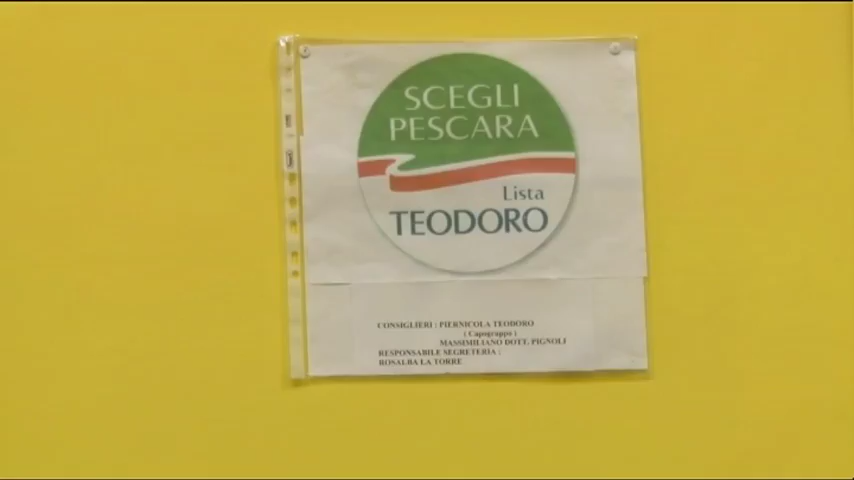 SCEGLI
PESCARA
Lista
TEODORO
CONSIGLIERI : PIERNICOLA TEODORO
( Capogruppo )
MASSIMILIANO DOTT. PIGNOLI
RESPONSABILE SEGRETERIA :
ROSALBA LA TORRE